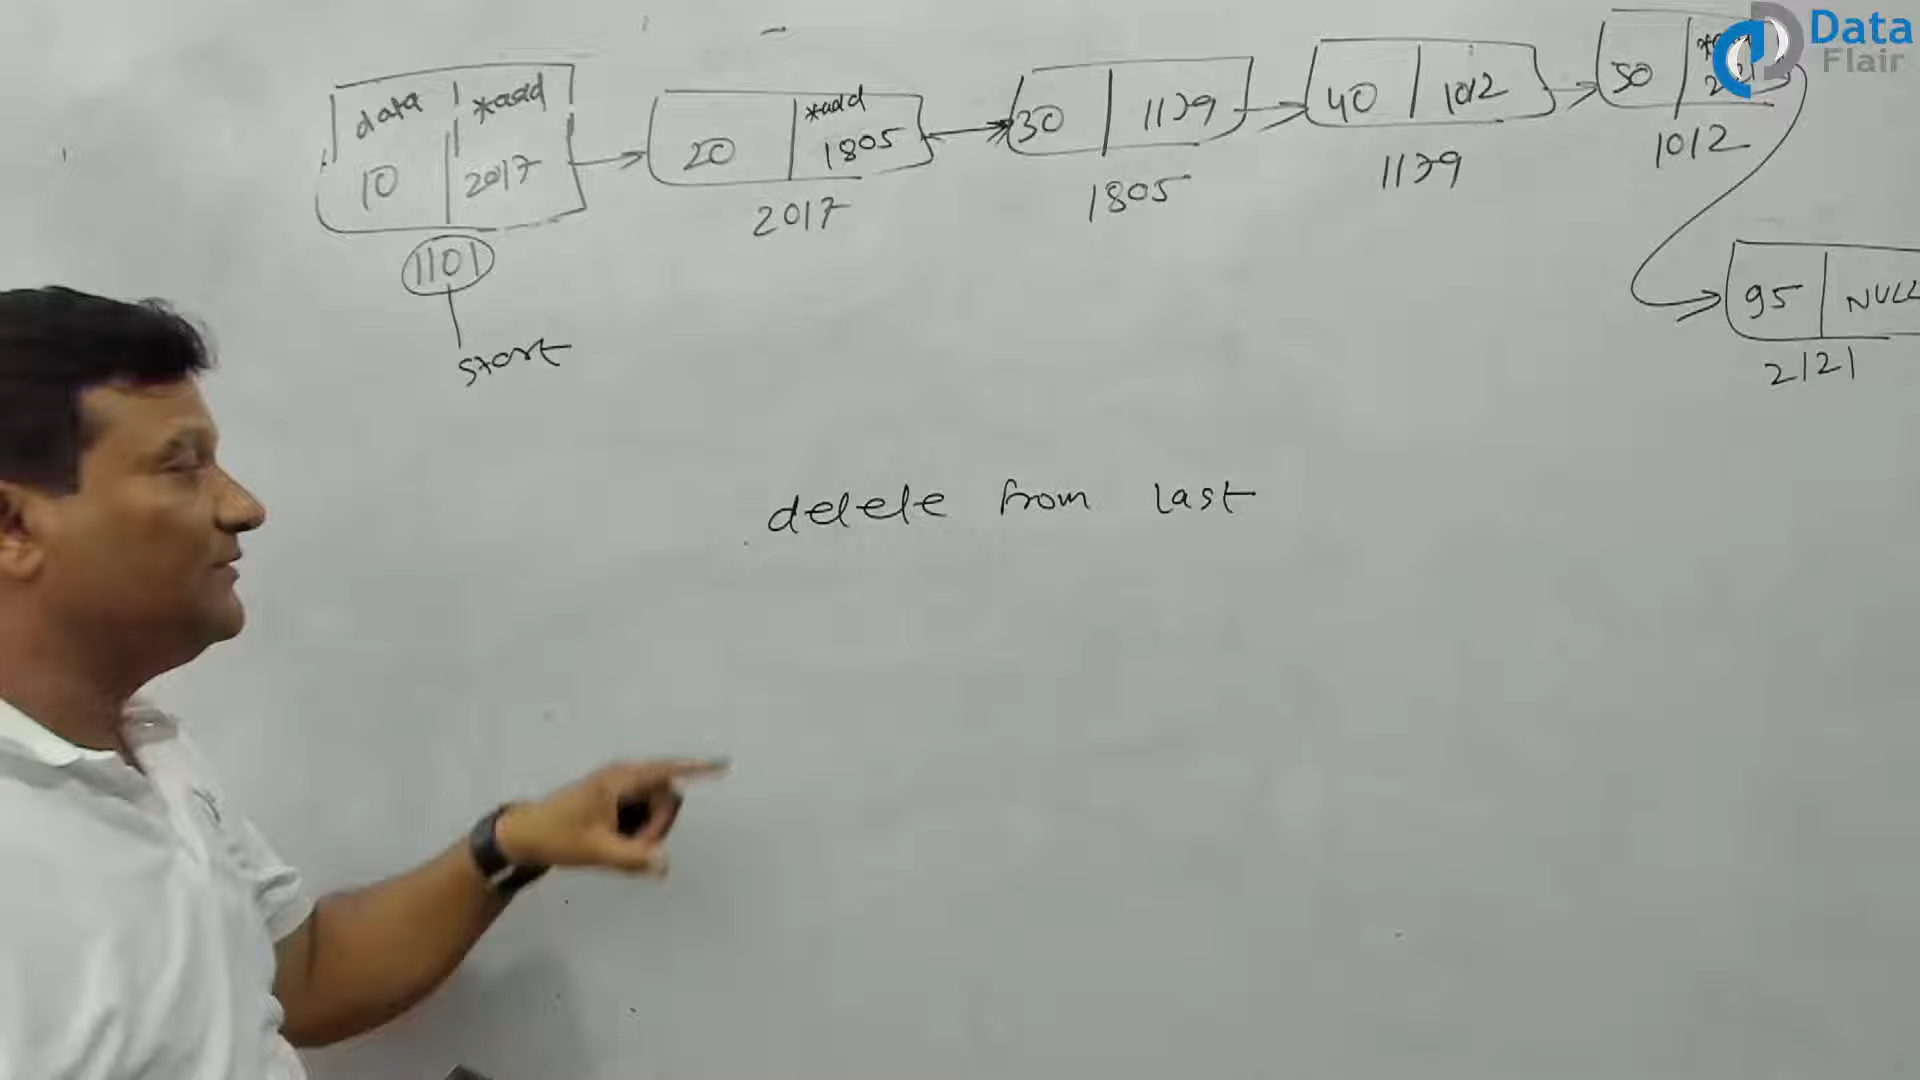 data *add
10 2017
1101
start
20 *add 1805
2017
30 1139
1805
40 1012
1139
50
1012
95 NULL
2121
delete from last
Data
Flair